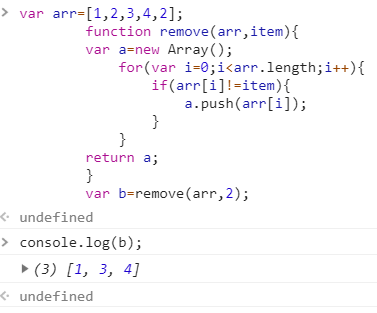 > var arr=[1,2,3,4,2];
function remove(arr,item){
var a=new Array();
for(var i=0;i<arr.length;i++){
if(arr[i]!=item){
a.push(arr[i]);
}
}
return a;
}
var b=remove(arr,2);
undefined
> console.log(b);
(3) [1, 3, 4]
undefined